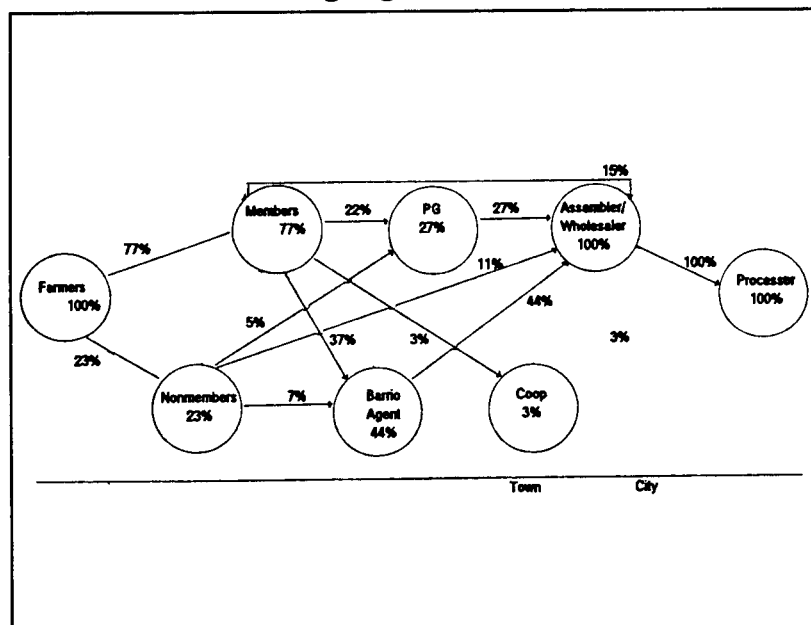 15%
Members
77%
22%
PG
27%
27%
Assembler/
Wholesaler
100%
77%
11%
100%
Farmers
100%
Processor
100%
5%
44%
23%
37%
3%
3%
Nonmembers
23%
7%
Barrio
Agent
44%
Coop
3%
Town
City